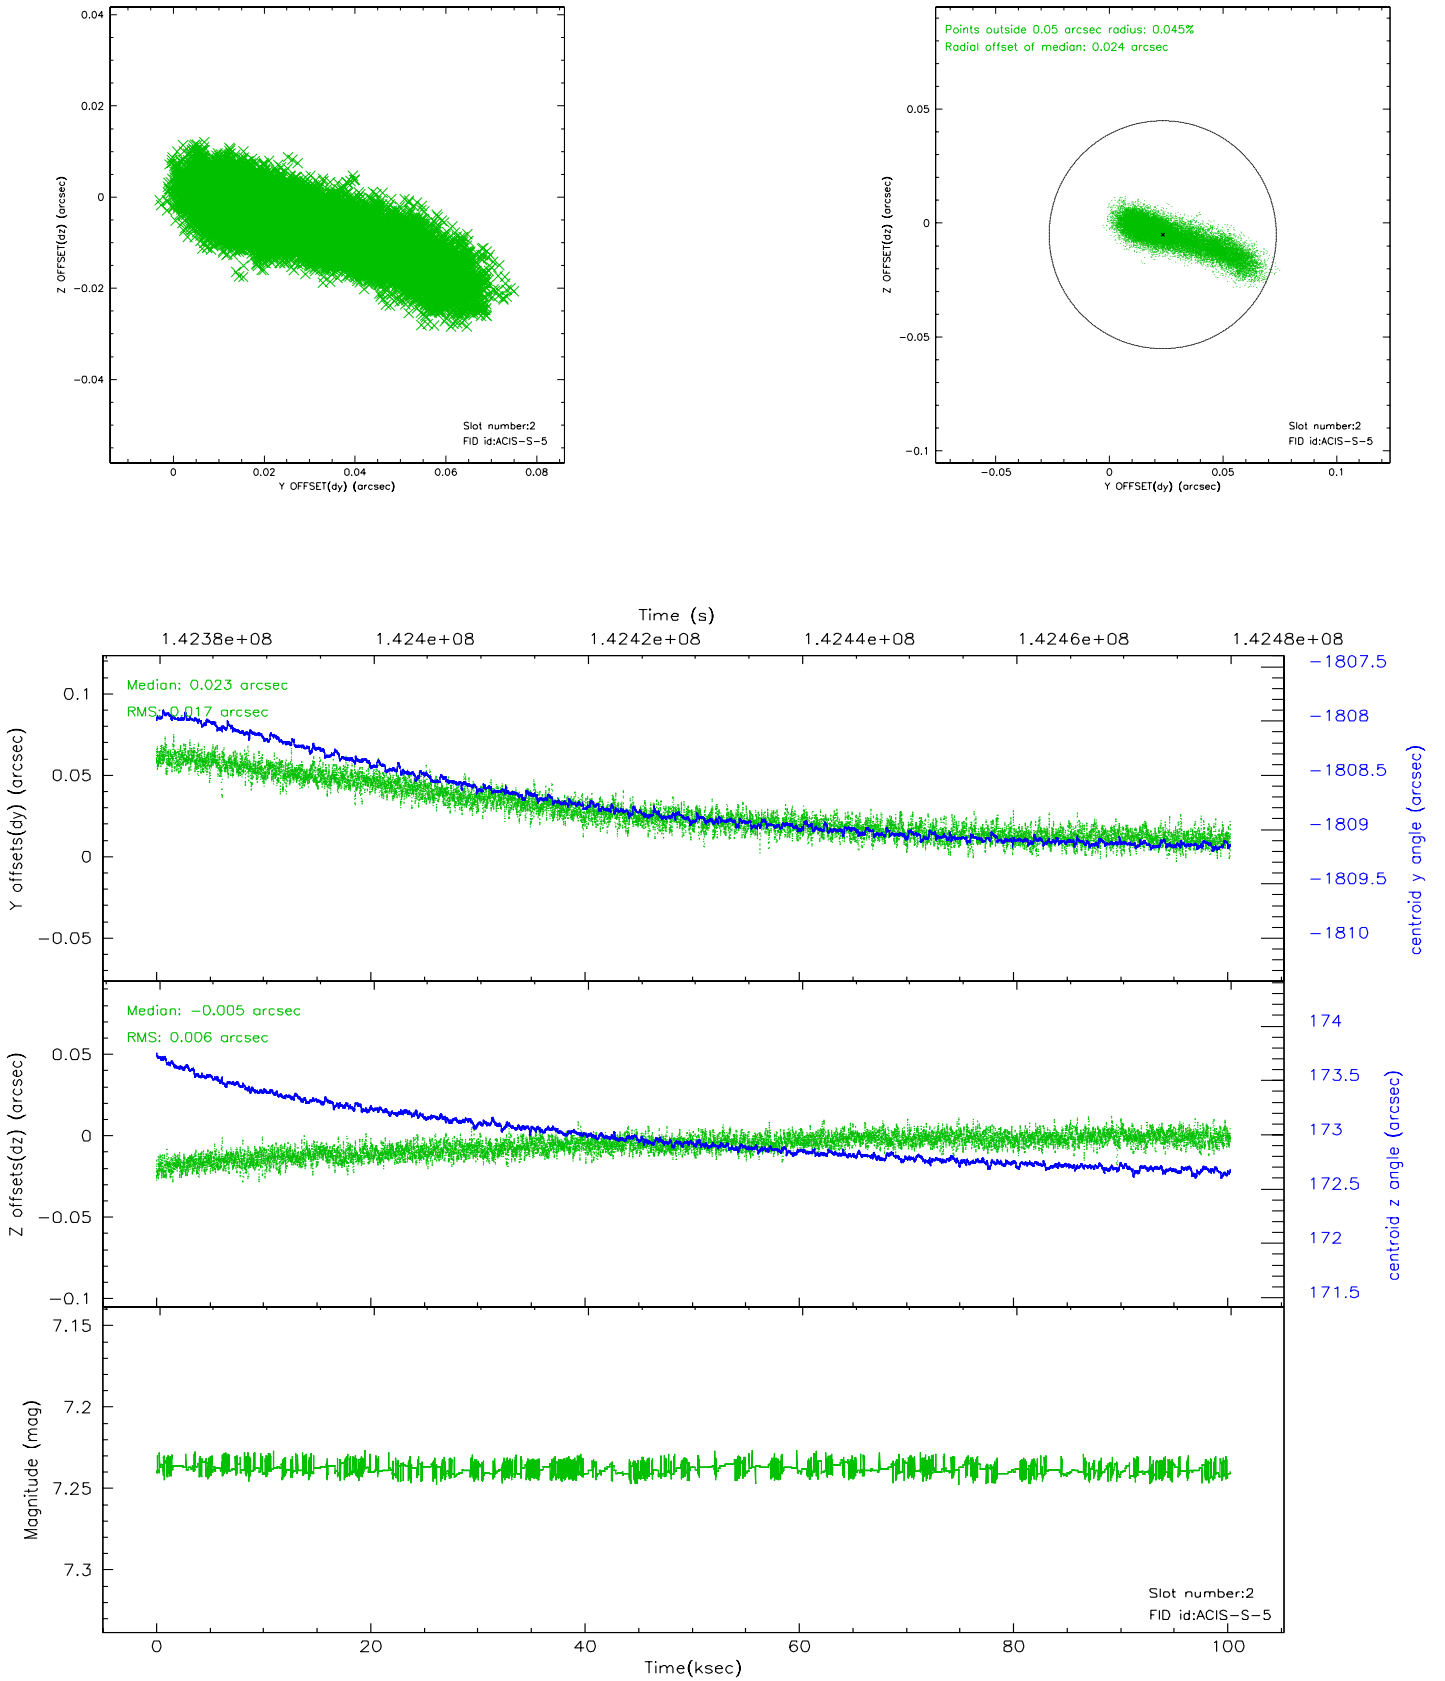 0.04
0.02
0
−0.02
−0.04
Z OFFSET(dz) (arcsec)
Slot number:2
FID id:ACIS−S−5
0 0.02 0.04 0.06 0.08
Y OFFSET(dy) (arcsec)
Points outside 0.05 arcsec radius: 0.045%
Radial offset of median: 0.024 arcsec
0.05
0
−0.05
−0.1
Z OFFSET(dz) (arcsec)
Slot number:2
FID id:ACIS−S−5
−0.05 0 0.05 0.1
Y OFFSET(dy) (arcsec)
Time (s)
1.4238e+08 1.424e+08 1.4242e+08 1.4244e+08 1.4246e+08 1.4248e+08
Median: 0.023 arcsec
RMS: 0.017 arcsec
0.1
0.05
0
−0.05
Y offsets(dy) (arcsec)
−1807.5
−1808
−1808.5
−1809
−1809.5
−1810
centroid y angle (arcsec)
Median: −0.005 arcsec
RMS: 0.006 arcsec
0.05
0
−0.05
−0.1
Z offsets(dz) (arcsec)
174
173.5
173
172.5
172
171.5
centroid z angle (arcsec)
7.15
7.2
7.25
7.3
Magnitude (mag)
Slot number:2
FID id:ACIS−S−5
0 20 40 60 80 100
Time(ksec)